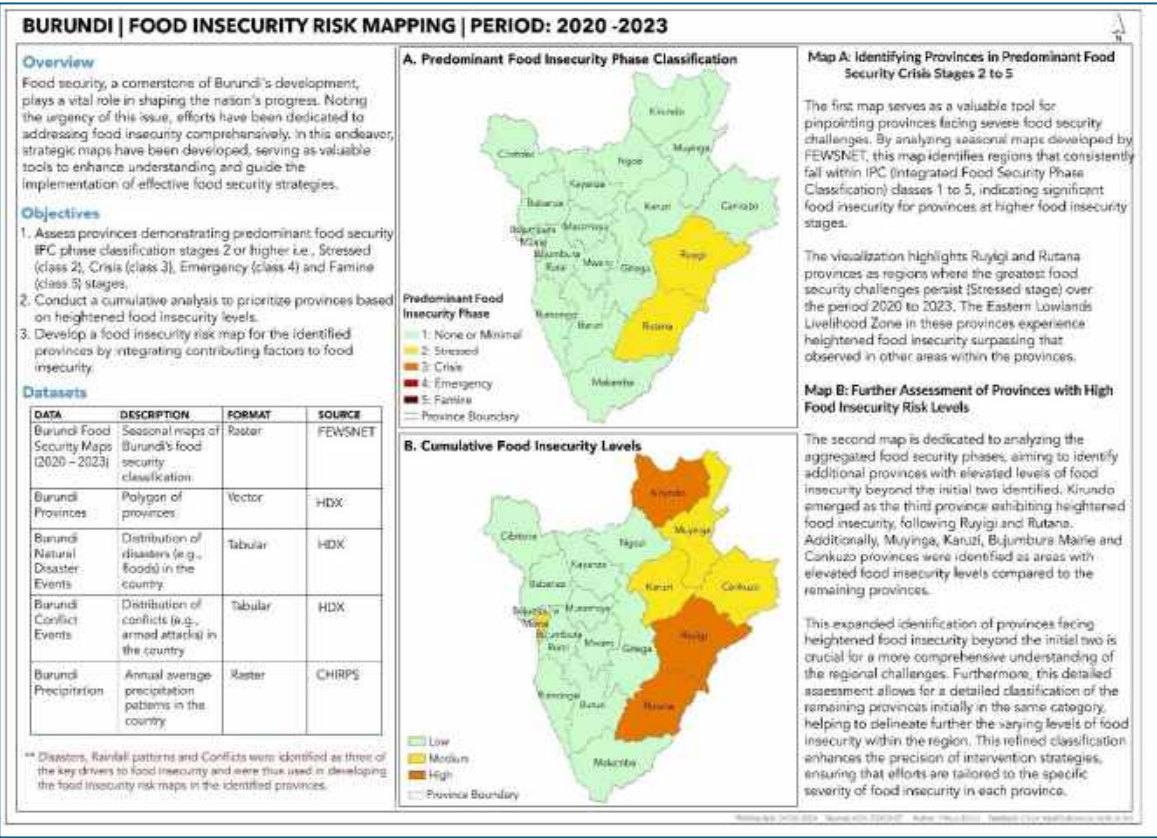 BURUNDI | FOOD INSECURITY RISK MAPPING | PERIOD: 2020 -2023
N
Overview
Food security, a cornerstone of Burundi's development,
plays a vital role in shaping the nation's progress. Noting
the urgency of this issue, efforts have been dedicated to
addressing food insecurity comprehensively. In this endeavor,
strategic maps have been developed, serving as valuable
tools to enhance understanding and guide the
implementation of effective food security strategies.
Objectives
1. Assess provinces demonstrating predominant food security
IPC phase classification stages 2 or higher i.e., Stressed
(class 2), Crisis (class 3), Emergency (class 4) and Famine
(class 5) stages.
2. Conduct a cumulative analysis to prioritize provinces based
on heightened food insecurity levels.
3. Develop a food insecurity risk map for the identified
provinces by integrating contributing factors to food
insecurity.
Datasets
DATA DESCRIPTION FORMAT SOURCE
Burundi Food Seasonal maps of Raster FEWSNET
Security Maps Burundi's food
(2020 – 2023) security
classification
Burundi Polygon of Vector HDX
Provinces provinces
Burundi Distribution of Tabular HDX
Natural disasters (e.g.,
Disaster floods) in the
Events country
Burundi Distribution of Tabular HDX
Conflict conflicts (e.g.,
Events armed attacks) in
the country
Burundi Annual average Raster CHIRPS
Precipitation precipitation
patterns in the
country
** Disasters, Rainfall patterns and Conflicts were identified as three of
the key drivers to food insecurity and were thus used in developing
the food insecurity risk maps in the identified provinces.
A. Predominant Food Insecurity Phase Classification
Kirundo
Muyinga
Cibitoke
Ngozi
Kayanza
Bubanza
Karuzi
Cankuzo
Bujumbura
Mairie
Muramvya
Bujumbura
Rural
Mwaro
Gitega
Ruyigi
Rumonge
Bururi
Rutana
Makamba
Predominant Food
Insecurity Phase
1: None or Minimal
2: Stressed
3: Crisis
4: Emergency
5: Famine
Province Boundary
B. Cumulative Food Insecurity Levels
Kirundo
Muyinga
Cibitoke
Ngozi
Kayanza
Bubanza
Karuzi
Cankuzo
Mairie
Muramvya
Bujumbura
Rural
Mwaro
Gitega
Ruyigi
Rumonge
Bururi
Rutana
Makamba
Low
Medium
High
Province Boundary
Map A: Identifying Provinces in Predominant Food
Security Crisis Stages 2 to 5
The first map serves as a valuable tool for
pinpointing provinces facing severe food security
challenges. By analyzing seasonal maps developed by
FEWSNET, this map identifies regions that consistently
fall within IPC (Integrated Food Security Phase
Classification) classes 1 to 5, indicating significant
food insecurity for provinces at higher food insecurity
stages.
The visualization highlights Ruyigi and Rutana
provinces as regions where the greatest food
security challenges persist (Stressed stage) over
the period 2020 to 2023. The Eastern Lowlands
Livelihood Zone in these provinces experience
heightened food insecurity surpassing that
observed in other areas within the provinces.
Map B: Further Assessment of Provinces with High
Food Insecurity Risk Levels
The second map is dedicated to analyzing the
aggregated food security phases, aiming to identify
additional provinces with elevated levels of food
insecurity beyond the initial two identified. Kirundo
emerged as the third province exhibiting heightened
food insecurity, following Ruyigi and Rutana.
Additionally, Muyinga, Karuzi, Bujumbura Mairie and
Cankuzo provinces were identified as areas with
elevated food insecurity levels compared to the
remaining provinces.
This expanded identification of provinces facing
heightened food insecurity beyond the initial two is
crucial for a more comprehensive understanding of
the regional challenges. Furthermore, this detailed
assessment allows for a detailed classification of the
remaining provinces initially in the same category,
helping to delineate further the varying levels of food
insecurity within the region. This refined classification
enhances the precision of intervention strategies,
ensuring that efforts are tailored to the specific
severity of food insecurity in each province.